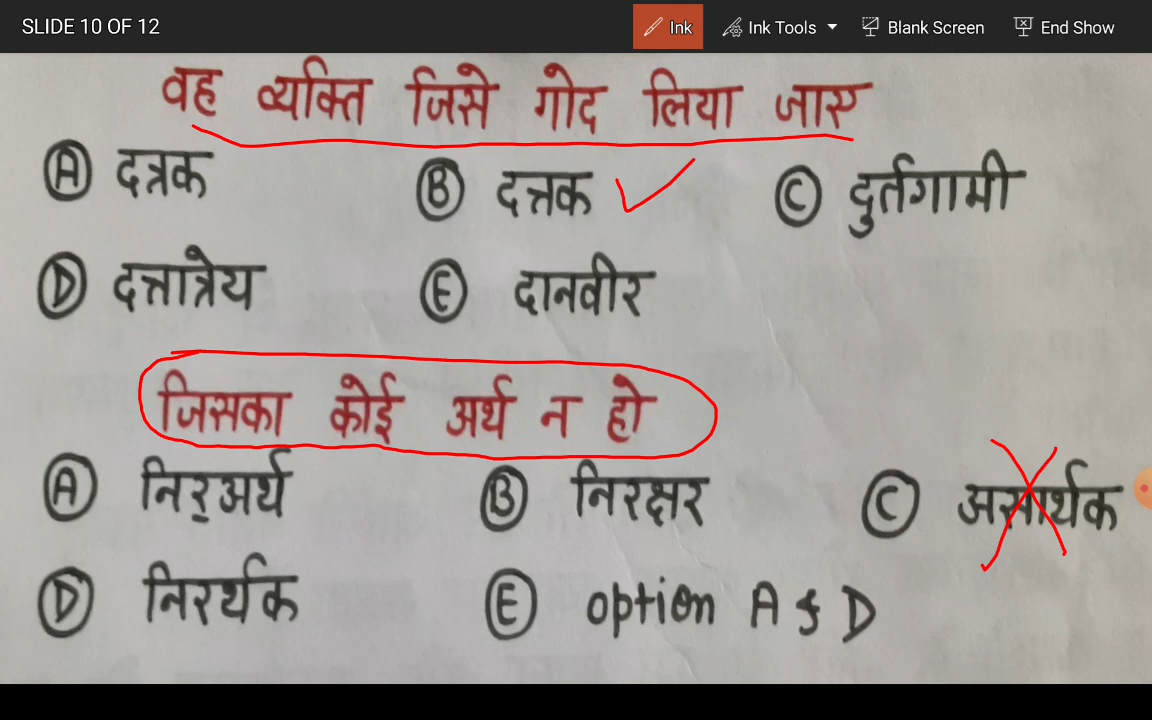 SLIDE 10 OF 12 Ink Ink Tools Blank Screen End Show
वह व्यक्ति जिसे गोद लिया जाए
Ⓐ दत्रक Ⓑ दत्तक Ⓒ दुर्तगामी
Ⓓ दत्तात्रेय Ⓔ दानवीर
जिसका कोई अर्थ न हो
Ⓐ निर्अर्थ Ⓑ निरक्षर Ⓒ असार्थक
Ⓓ निरर्थक Ⓔ option A & D